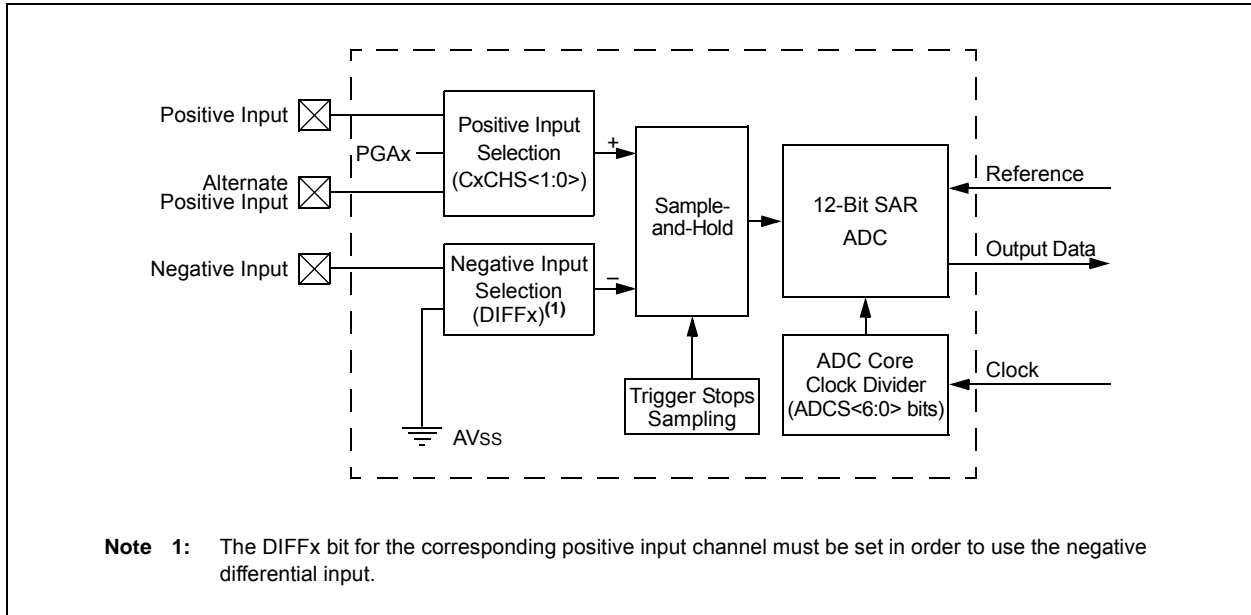 Positive Input
PGAx
Alternate
Positive Input
Negative Input
Positive Input
Selection
(CxCHS<1:0>)
+
Negative Input
Selection
(DIFFx)(1)
–
AVSS
Sample-
and-Hold
Trigger Stops
Sampling
12-Bit SAR
ADC
ADC Core
Clock Divider
(ADCS<6:0> bits)
Reference
Output Data
Clock
Note 1: The DIFFx bit for the corresponding positive input channel must be set in order to use the negative
differential input.